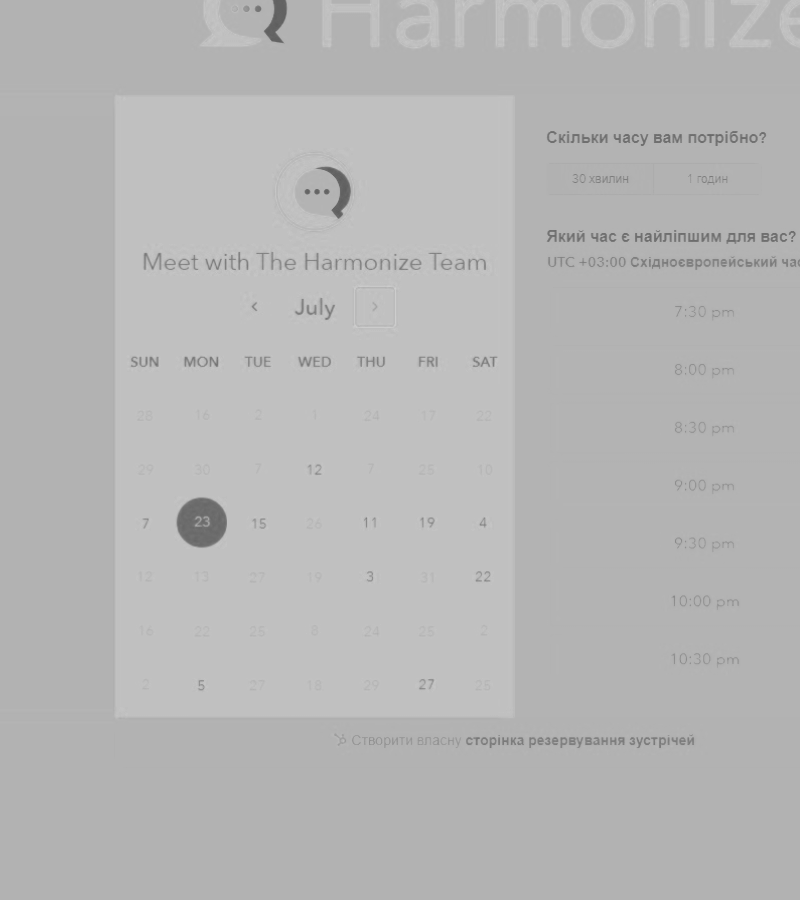 Harmonize
Meet with The Harmonize Team
July
SUN MON TUE WED THU FRI SAT
28 16 2 1 24 17 22
29 30 7 12 7 25 10
7 23 15 26 11 19 4
12 13 27 19 3 31 22
16 22 25 8 24 25 2
2 5 27 18 29 27 25
Скільки часу вам потрібно?
30 хвилин 1 годин
Який час є найліпшим для вас?
UTC +03:00 Східноєвропейський час
7:30 pm
8:00 pm
8:30 pm
9:00 pm
9:30 pm
10:00 pm
10:30 pm
Створити власну сторінка резервування зустрічей